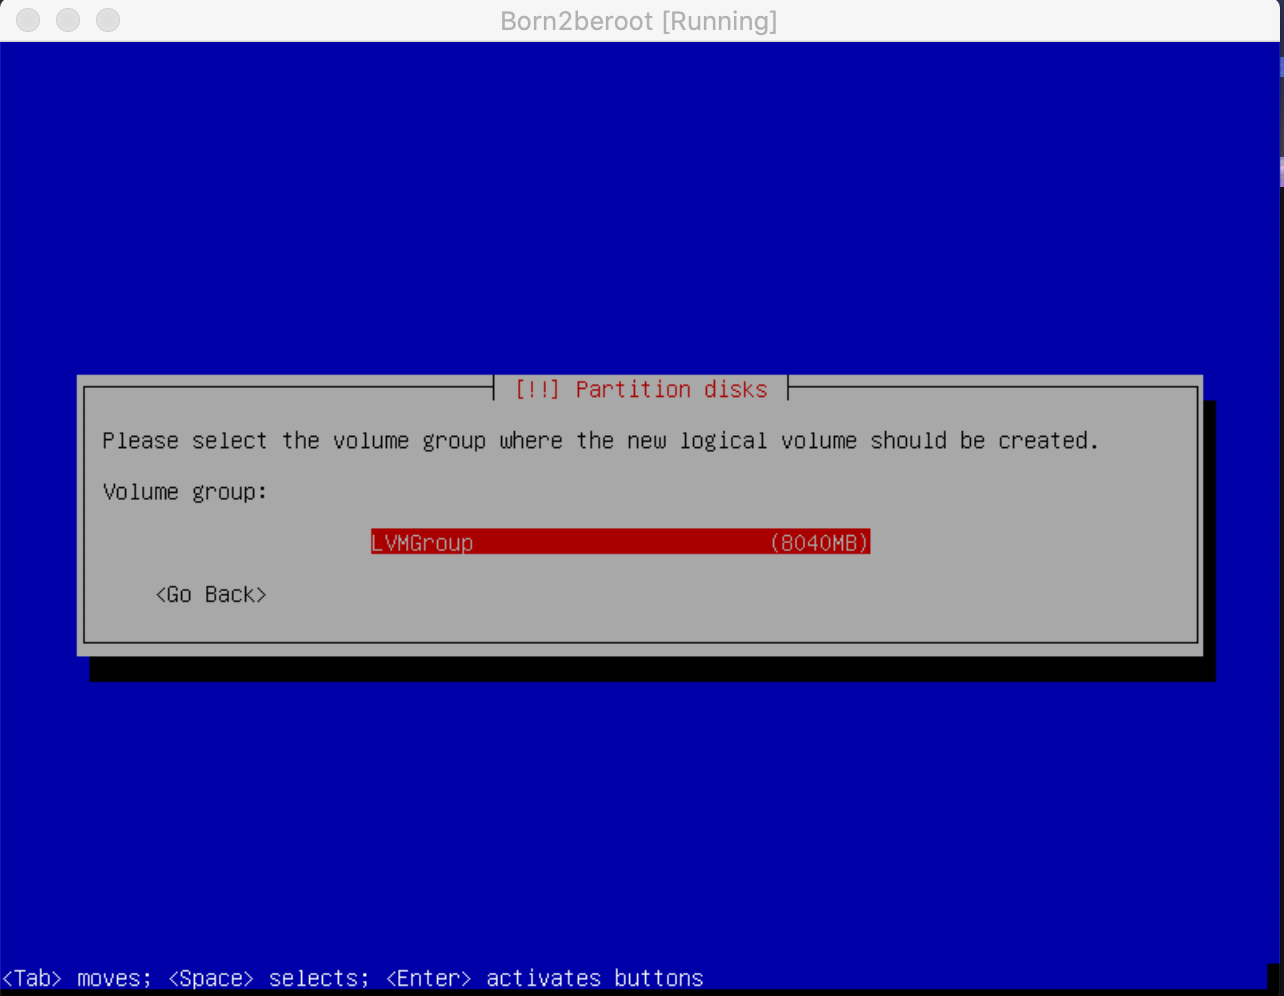 Born2beroot [Running]
[!!] Partition disks
Please select the volume group where the new logical volume should be created.
Volume group:
LVMGroup (8040MB)
<Go Back>
<Tab> moves; <Space> selects; <Enter> activates buttons